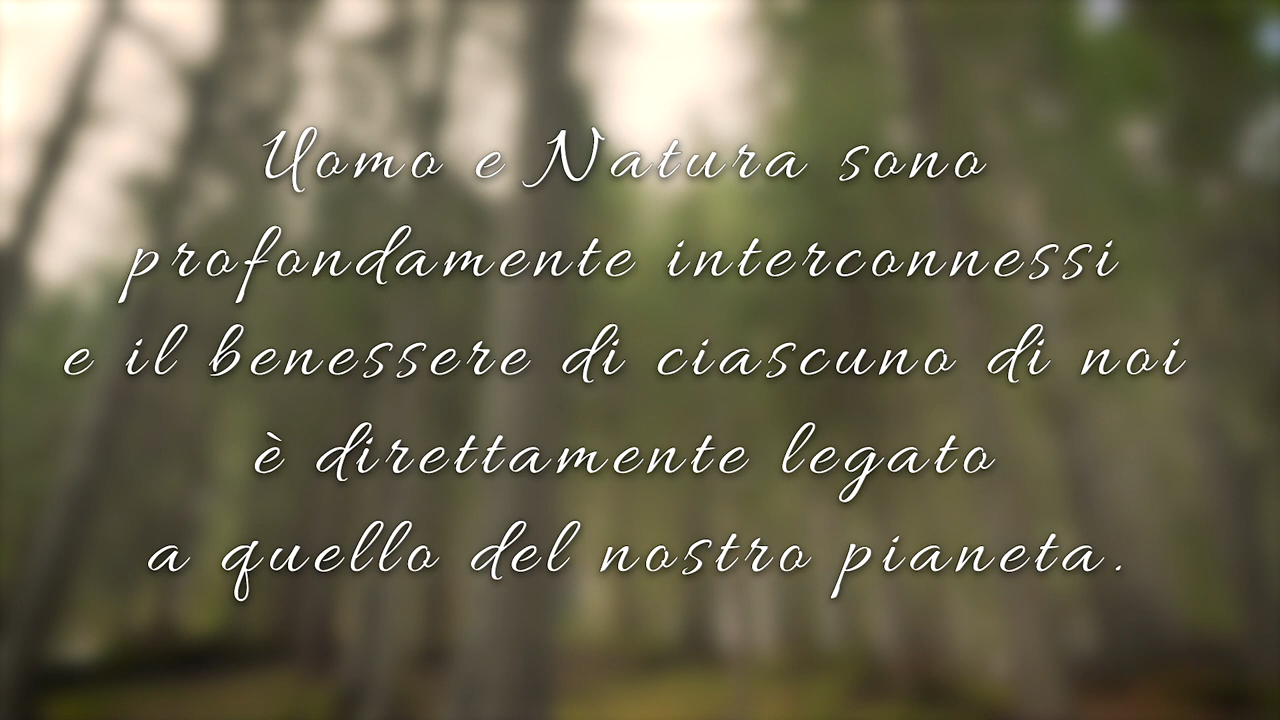 Uomo e Natura sono
profondamente interconnessi
e il benessere di ciascuno di noi
è direttamente legato
a quello del nostro pianeta.